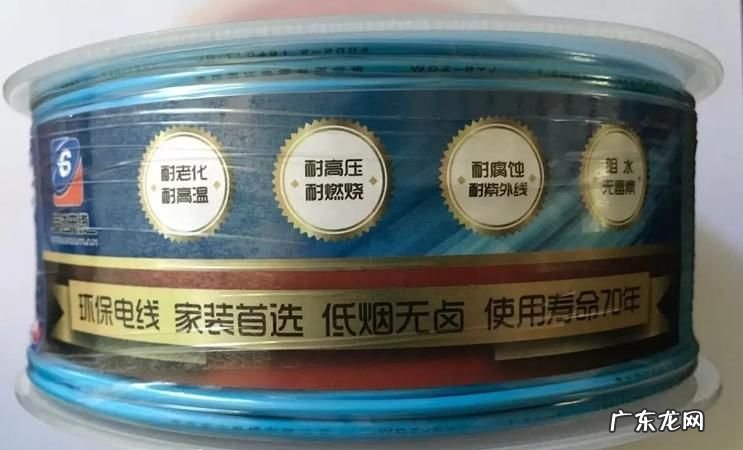 WDZ-BYJ
耐老化
耐高温
耐高压
耐燃烧
耐腐蚀
耐紫外线
阻水
无毒素
环保电线 家装首选 低烟无卤 使用寿命70年
广东龙网